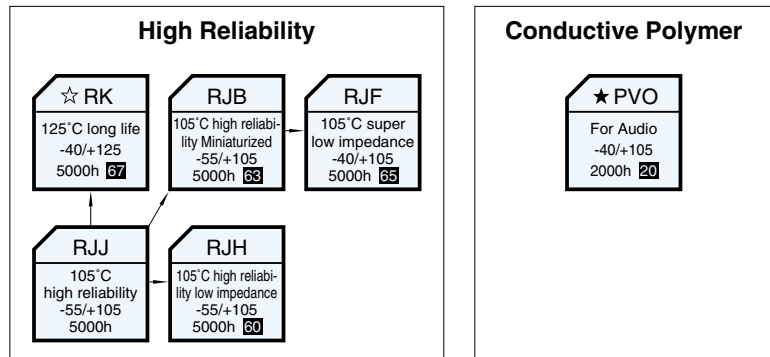 High Reliability
☆ RK
125˚C long life
-40/+125
5000h 67
RJB
105˚C high reliabi-
lity Miniaturized
-55/+105
5000h 63
RJF
105˚C super
low impedance
-40/+105
5000h 65
RJJ
105˚C
high reliability
-55/+105
5000h
RJH
105˚C high reliabi-
lity low impedance
-55/+105
5000h 60
Conductive Polymer
★ PVO
For Audio
-40/+105
2000h 20